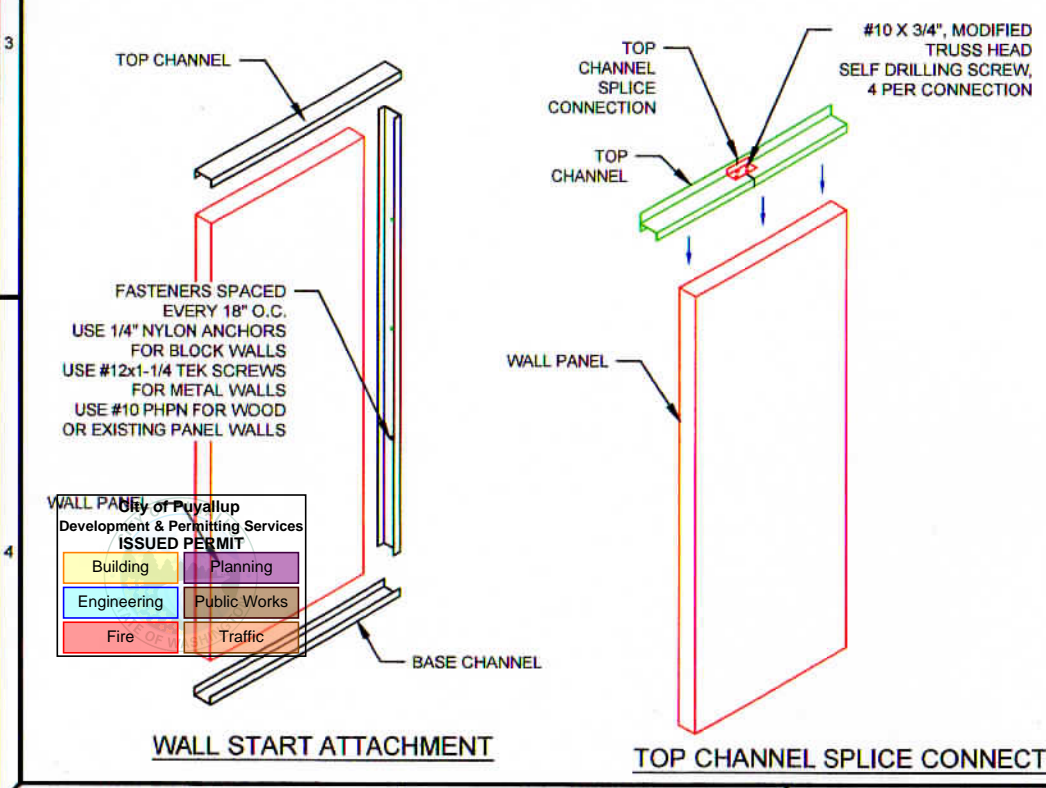 3
TOP CHANNEL
FASTENERS SPACED
EVERY 18" O.C.
USE 1/4" NYLON ANCHORS
FOR BLOCK WALLS
USE #12x1-1/4 TEK SCREWS
FOR METAL WALLS
USE #10 PHPN FOR WOOD
OR EXISTING PANEL WALLS
WALL PANEL
City of Puyallup
Development & Permitting Services
ISSUED PERMIT
Building
Planning
Engineering
Public Works
Fire
Traffic
4
BASE CHANNEL
WALL START ATTACHMENT
TOP
CHANNEL
SPLICE
CONNECTION
#10 X 3/4", MODIFIED
TRUSS HEAD
SELF DRILLING SCREW,
4 PER CONNECTION
TOP
CHANNEL
WALL PANEL
TOP CHANNEL SPLICE CONNECT